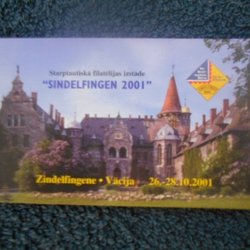 Starptautiskā filatēlijas izstāde
"SINDELFINGEN 2001"
Zindelfingene • Vācija 26.-28.10.2001